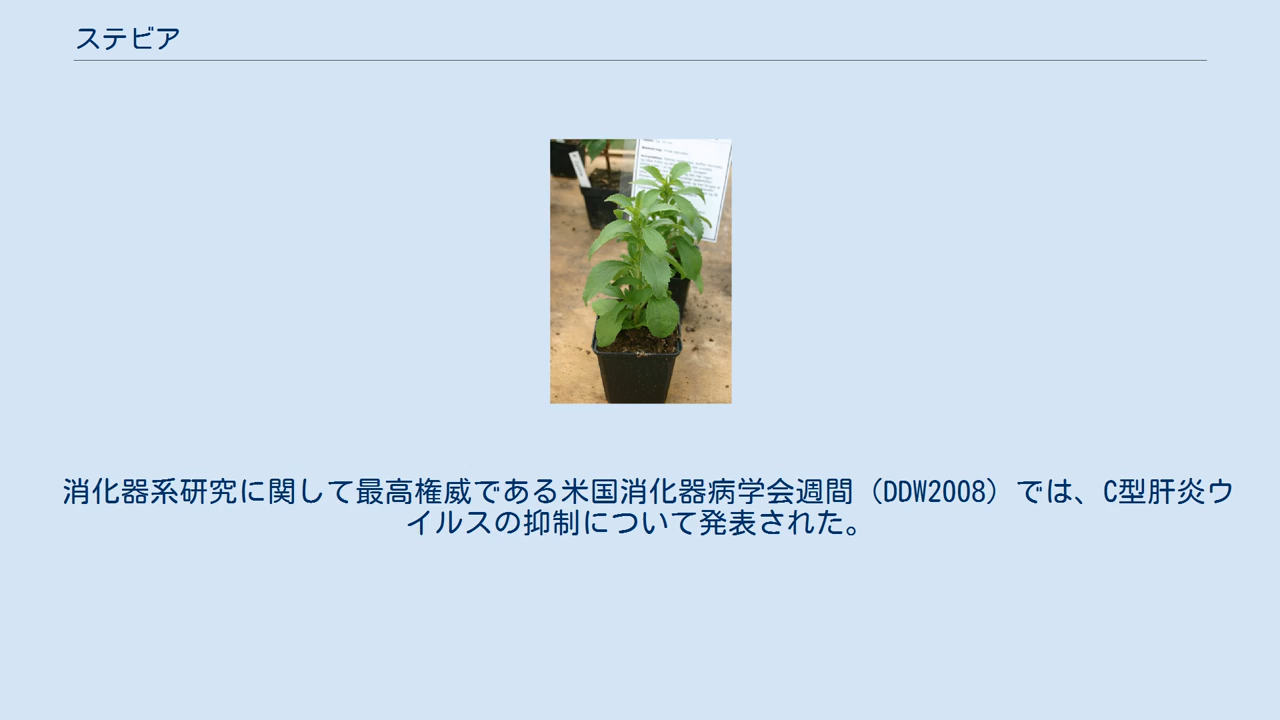 ステビア
消化器系研究に関して最高権威である米国消化器病学会週間（DDW2008）では、C型肝炎ウ
イルスの抑制について発表された。